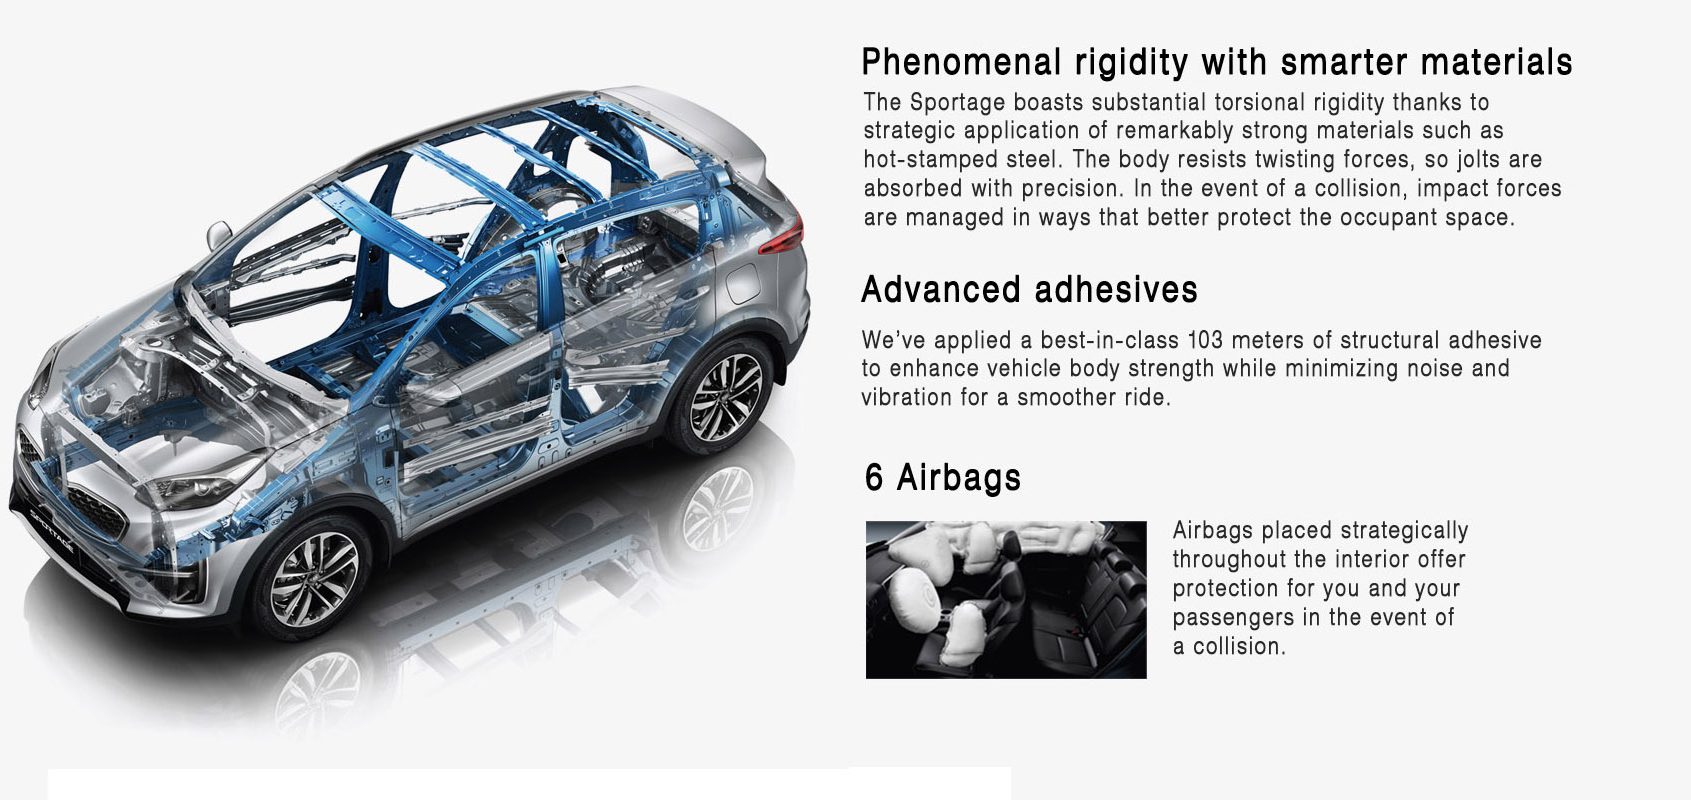 Phenomenal rigidity with smarter materials
The Sportage boasts substantial torsional rigidity thanks to
strategic application of remarkably strong materials such as
hot-stamped steel. The body resists twisting forces, so jolts are
absorbed with precision. In the event of a collision, impact forces
are managed in ways that better protect the occupant space.
Advanced adhesives
We’ve applied a best-in-class 103 meters of structural adhesive
to enhance vehicle body strength while minimizing noise and
vibration for a smoother ride.
6 Airbags
Airbags placed strategically
throughout the interior offer
protection for you and your
passengers in the event of
a collision.
SPORTAGE